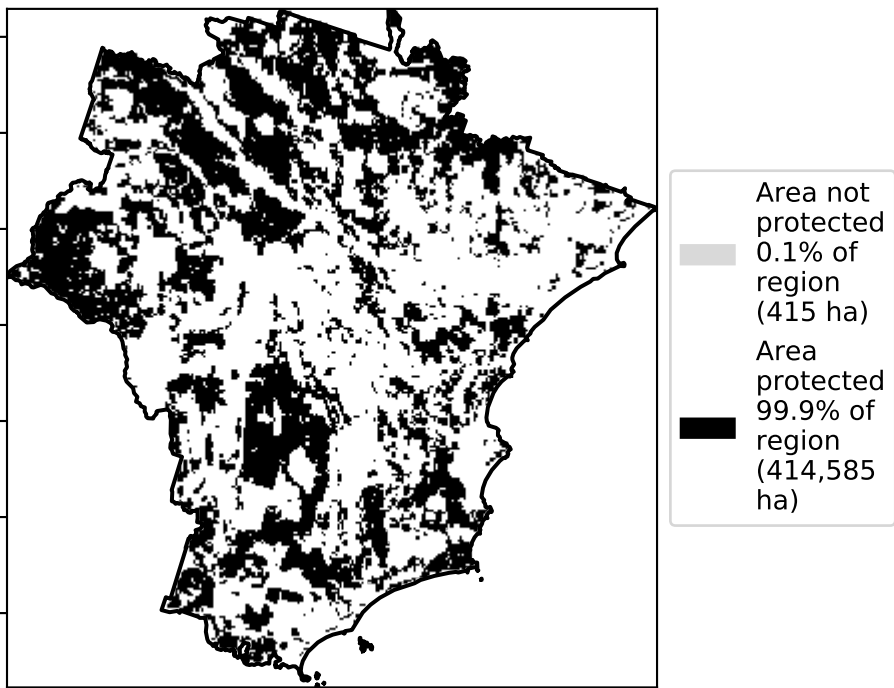 Area not
protected
0.1% of
region
(415 ha)
Area
protected
99.9% of
region
(414,585
ha)